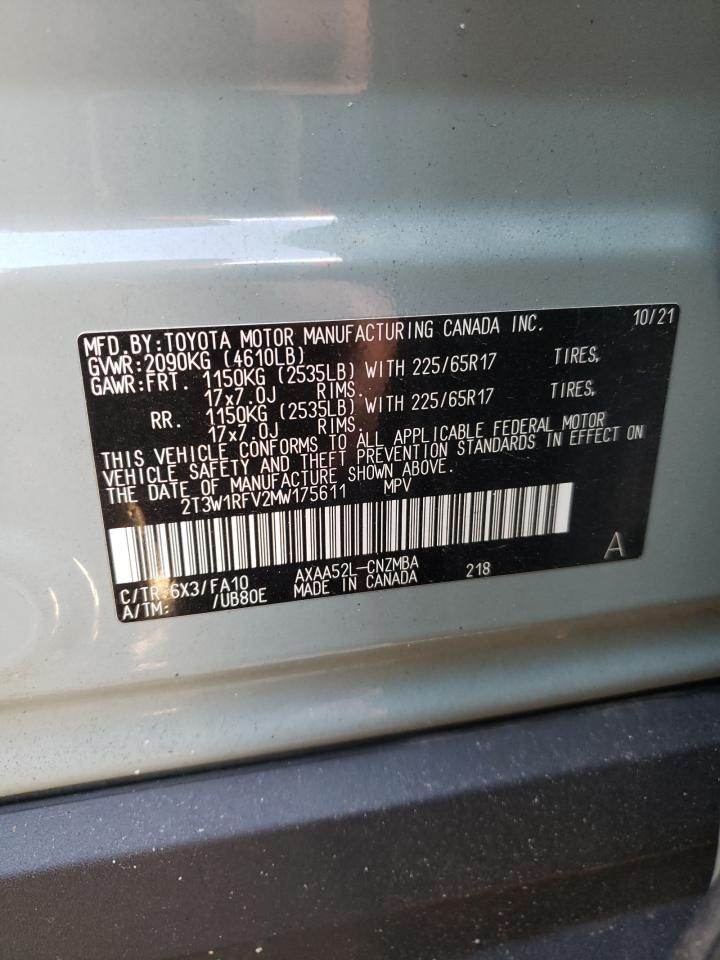 MFD.BY:TOYOTA MOTOR MANUFACTURING CANADA INC. 10/21
GVWR:2090KG (4610LB)
GAWR:FRT. 1150KG (2535LB) WITH 225/65R17 TIRES,
17x7.0J RIMS.
RR. 1150KG (2535LB) WITH 225/65R17 TIRES,
17x7.0J RIMS.
THIS VEHICLE CONFORMS TO ALL APPLICABLE FEDERAL MOTOR
VEHICLE SAFETY AND THEFT PREVENTION STANDARDS IN EFFECT ON
THE DATE OF MANUFACTURE SHOWN ABOVE.
2T3W1RFV2MW175611 MPV
A
C/TR:6X3/FA10 AXAA52L-CNZMBA 218
A/TM: /UB80E MADE IN CANADA